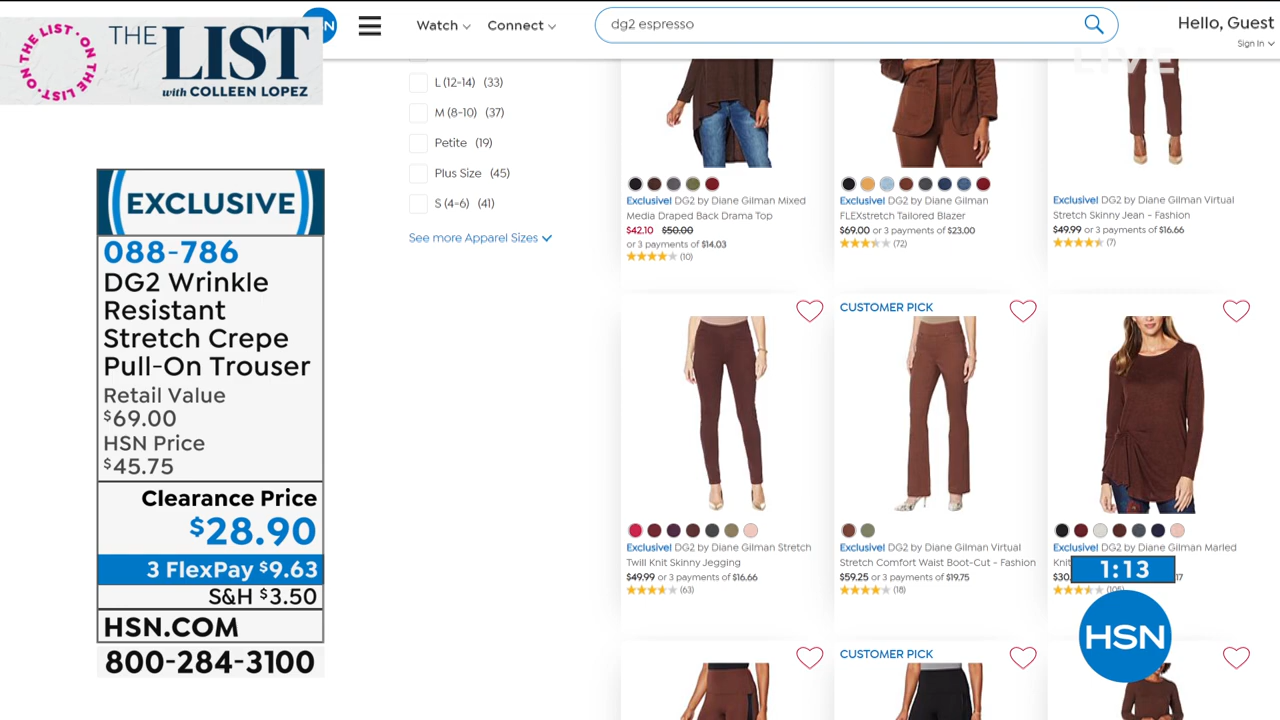 ON THE LIST · ON THE LIST ·
THE LIST
with COLLEEN LOPEZ
Watch
Connect
dg2 espresso
Hello, Guest
Sign In
LIVE
L (12-14) (33)
M (8-10) (37)
Petite (19)
Plus Size (45)
S (4-6) (41)
See more Apparel Sizes
EXCLUSIVE
088-786
DG2 Wrinkle
Resistant
Stretch Crepe
Pull-On Trouser
Retail Value
$69.00
HSN Price
$45.75
Clearance Price
$28.90
3 FlexPay $9.63
S&H $3.50
HSN.COM
800-284-3100
Exclusive! DG2 by Diane Gilman Mixed
Media Draped Back Drama Top
$42.10 $50.00
or 3 payments of $14.03
(10)
Exclusive! DG2 by Diane Gilman
FLEXstretch Tailored Blazer
$69.00 or 3 payments of $23.00
(72)
Exclusive! DG2 by Diane Gilman Virtual
Stretch Skinny Jean - Fashion
$49.99 or 3 payments of $16.66
(7)
Exclusive! DG2 by Diane Gilman Stretch
Twill Knit Skinny Jegging
$49.99 or 3 payments of $16.66
(63)
CUSTOMER PICK
Exclusive! DG2 by Diane Gilman Virtual
Stretch Comfort Waist Boot-Cut - Fashion
$59.25 or 3 payments of $19.75
(18)
Exclusive! DG2 by Diane Gilman Marled
1:13
HSN
CUSTOMER PICK